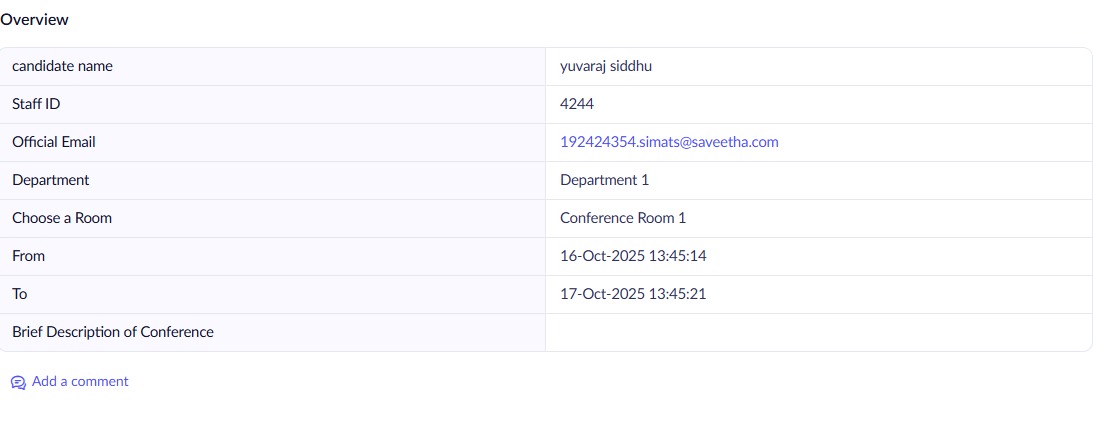 Overview
candidate name yuvaraj siddhu
Staff ID 4244
Official Email 192424354.simats@saveetha.com
Department Department 1
Choose a Room Conference Room 1
From 16-Oct-2025 13:45:14
To 17-Oct-2025 13:45:21
Brief Description of Conference
Add a comment